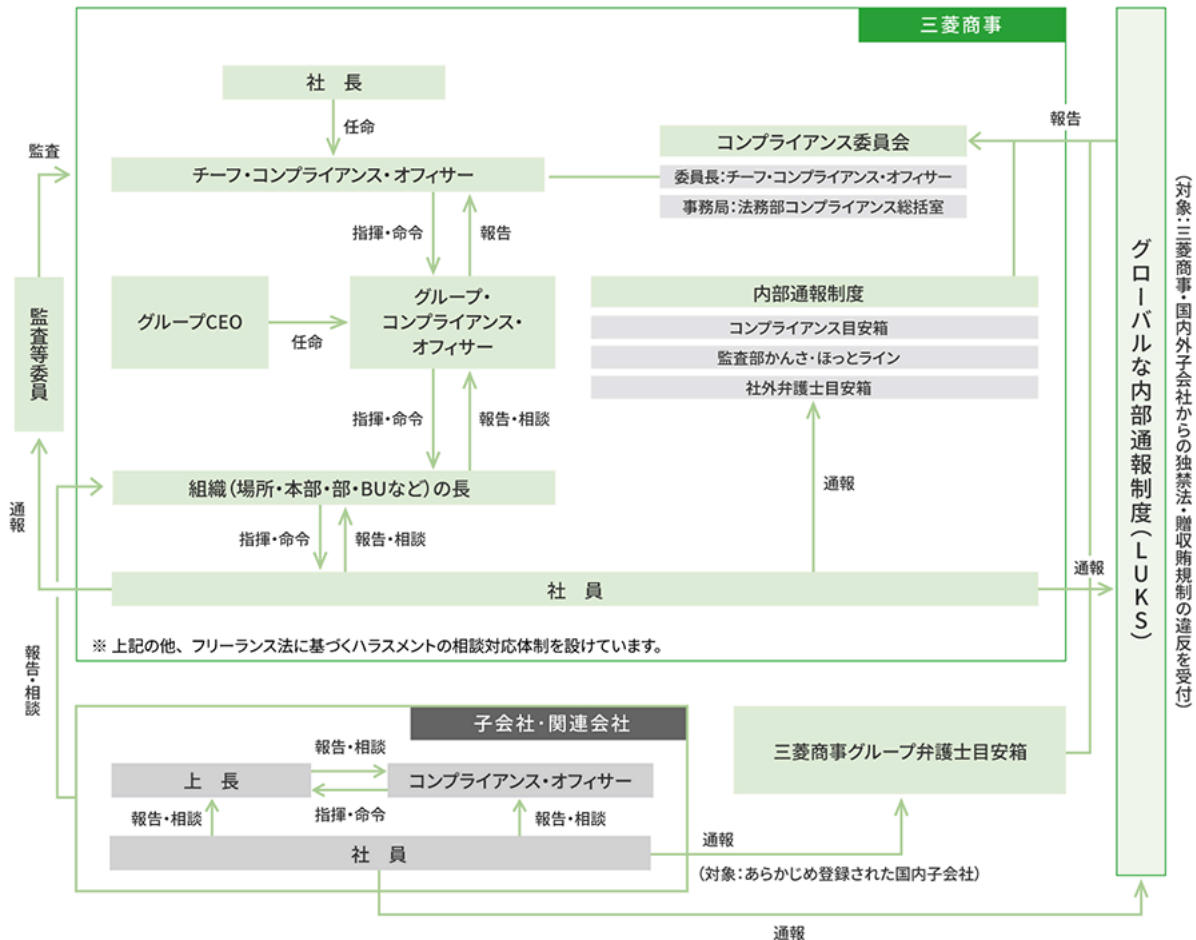 三菱商事
社 長
任命
監査
チーフ・コンプライアンス・オフィサー
コンプライアンス委員会
委員長:チーフ・コンプライアンス・オフィサー
事務局:法務部コンプライアンス総括室
報告
指揮・命令
報告
グループCEO
任命
グループ・
コンプライアンス・
オフィサー
内部通報制度
コンプライアンス目安箱
監査部かんさ・ほっとライン
社外弁護士目安箱
監査等委員
指揮・命令
報告・相談
組織(場所・本部・部・BUなど)の長
通報
通報
指揮・命令
報告・相談
社 員
通報
※ 上記の他、フリーランス法に基づくハラスメントの相談対応体制を設けています。
グローバルな内部通報制度(LUKS)
(対象:三菱商事・国内外子会社からの独禁法・贈収賄規制の違反を受付)
報告・相談
子会社・関連会社
報告・相談
上 長
コンプライアンス・オフィサー
指揮・命令
報告・相談
報告・相談
社 員
三菱商事グループ弁護士目安箱
通報
(対象:あらかじめ登録された国内子会社)
通報